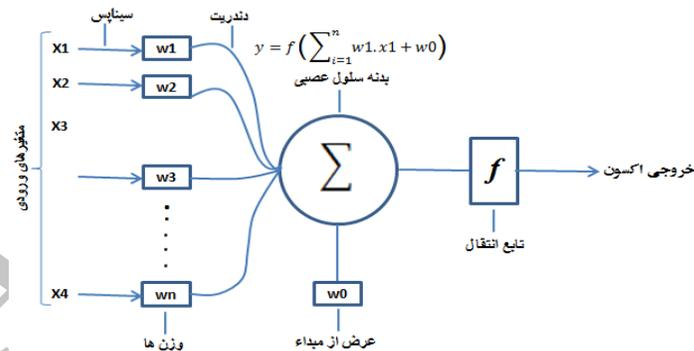 سیناپس
دندریت
y = f(∑ⁿᵢ₌₁ w1.x1 + w0)
بدنه سلول عصبی
متغیرهای ورودی
X1
w1
X2
w2
X3
w3
X4
wn
وزن ها
∑
w0
عرض از مبداء
f
تابع انتقال
خروجی اکسون